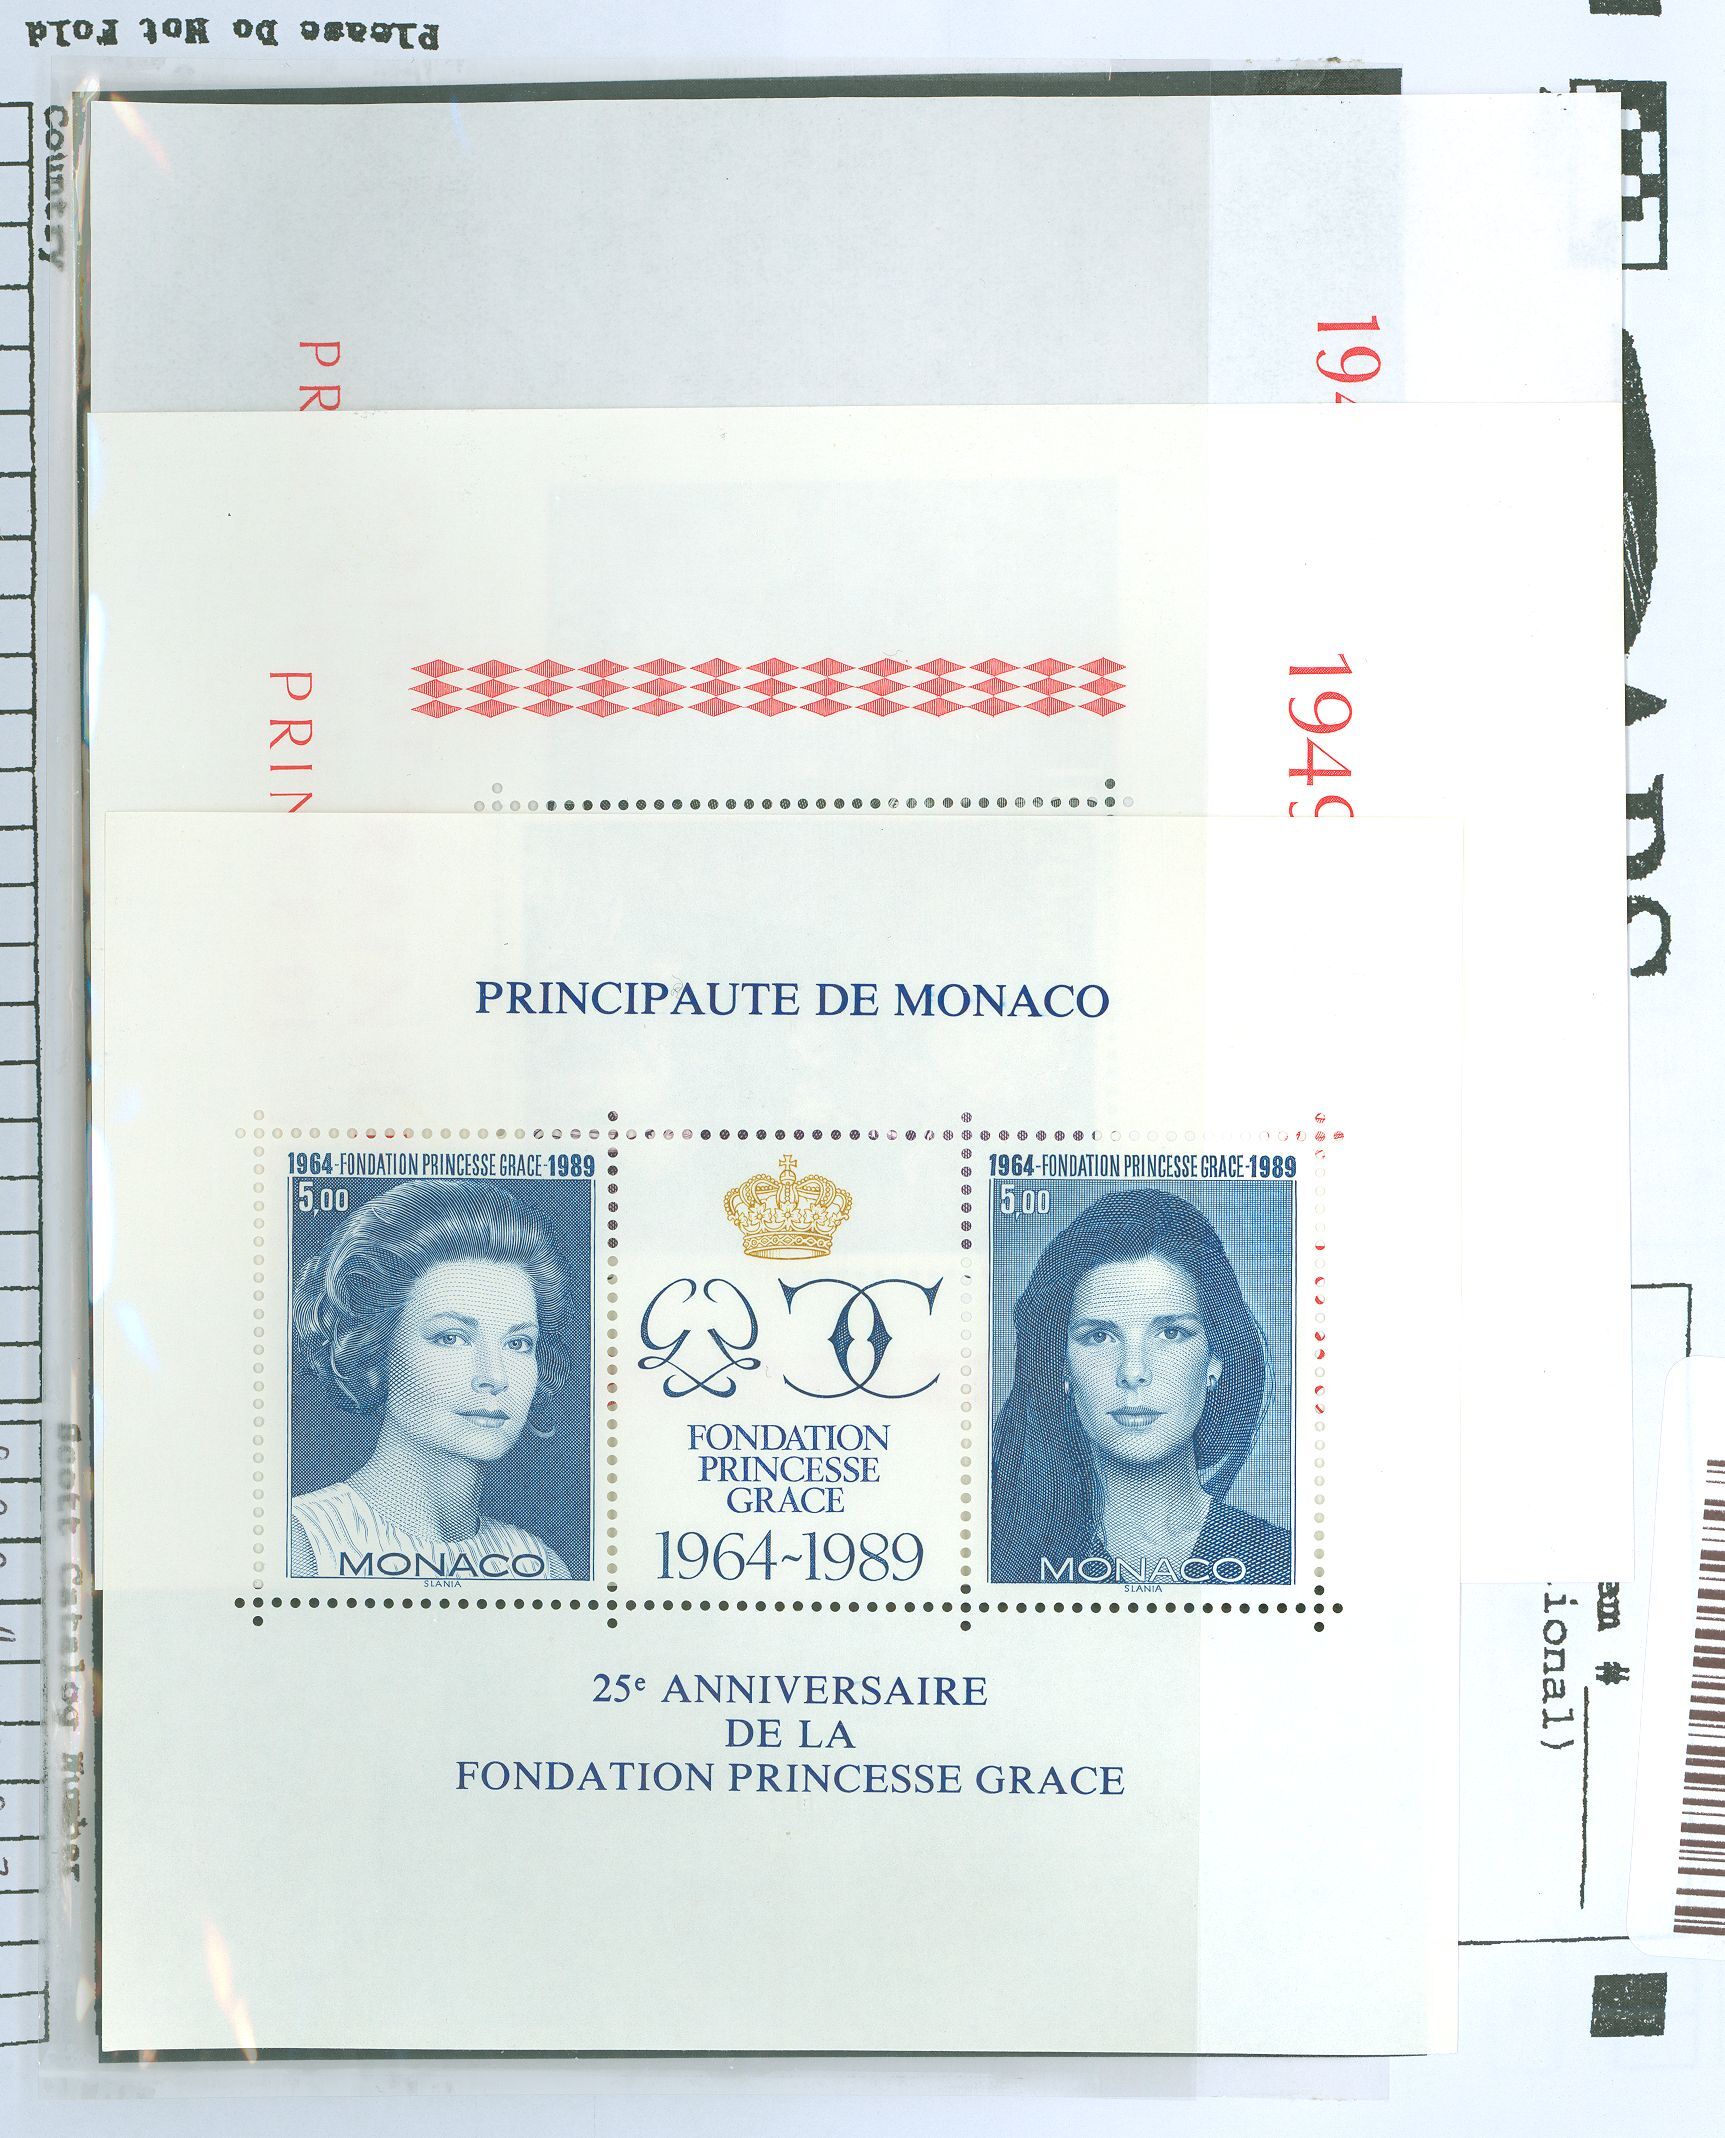 Please Do Not Fold
Country
194
PR
1949
PRIN
PRINCIPAUTE DE MONACO
1964-FONDATION PRINCESSE GRACE-1989
5,00
MONACO
SLANIA
FONDATION
PRINCESSE
GRACE
1964~1989
1964-FONDATION PRINCESSE GRACE-1989
5,00
MONACO
SLANIA
25e ANNIVERSAIRE
DE LA
FONDATION PRINCESSE GRACE
Scott Catalog Number
#
ional)